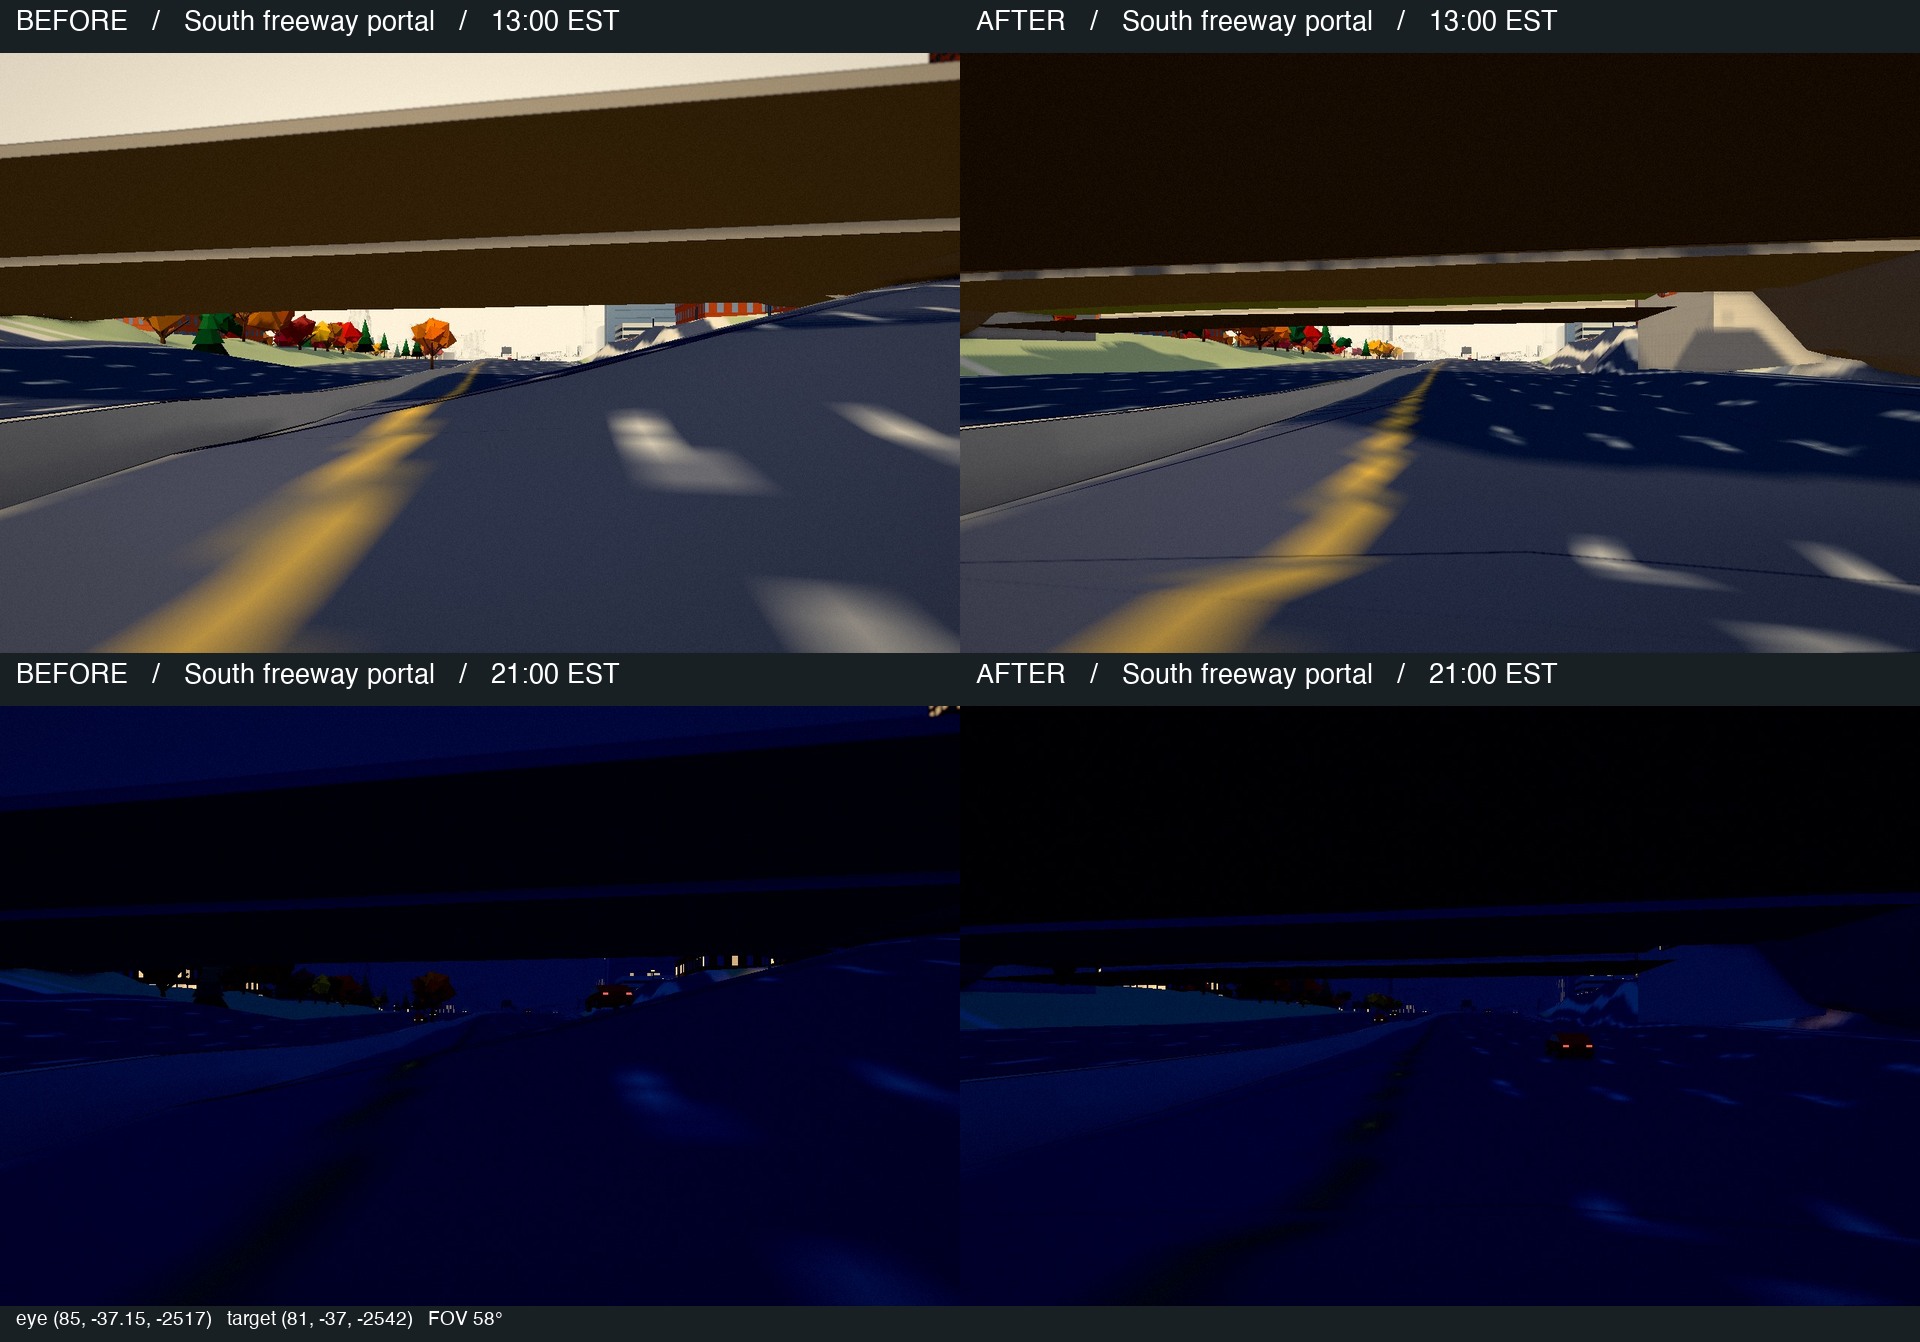 BEFORE / South freeway portal / 13:00 EST
AFTER / South freeway portal / 13:00 EST
BEFORE / South freeway portal / 21:00 EST
AFTER / South freeway portal / 21:00 EST
eye (85, -37.15, -2517) target (81, -37, -2542) FOV 58°